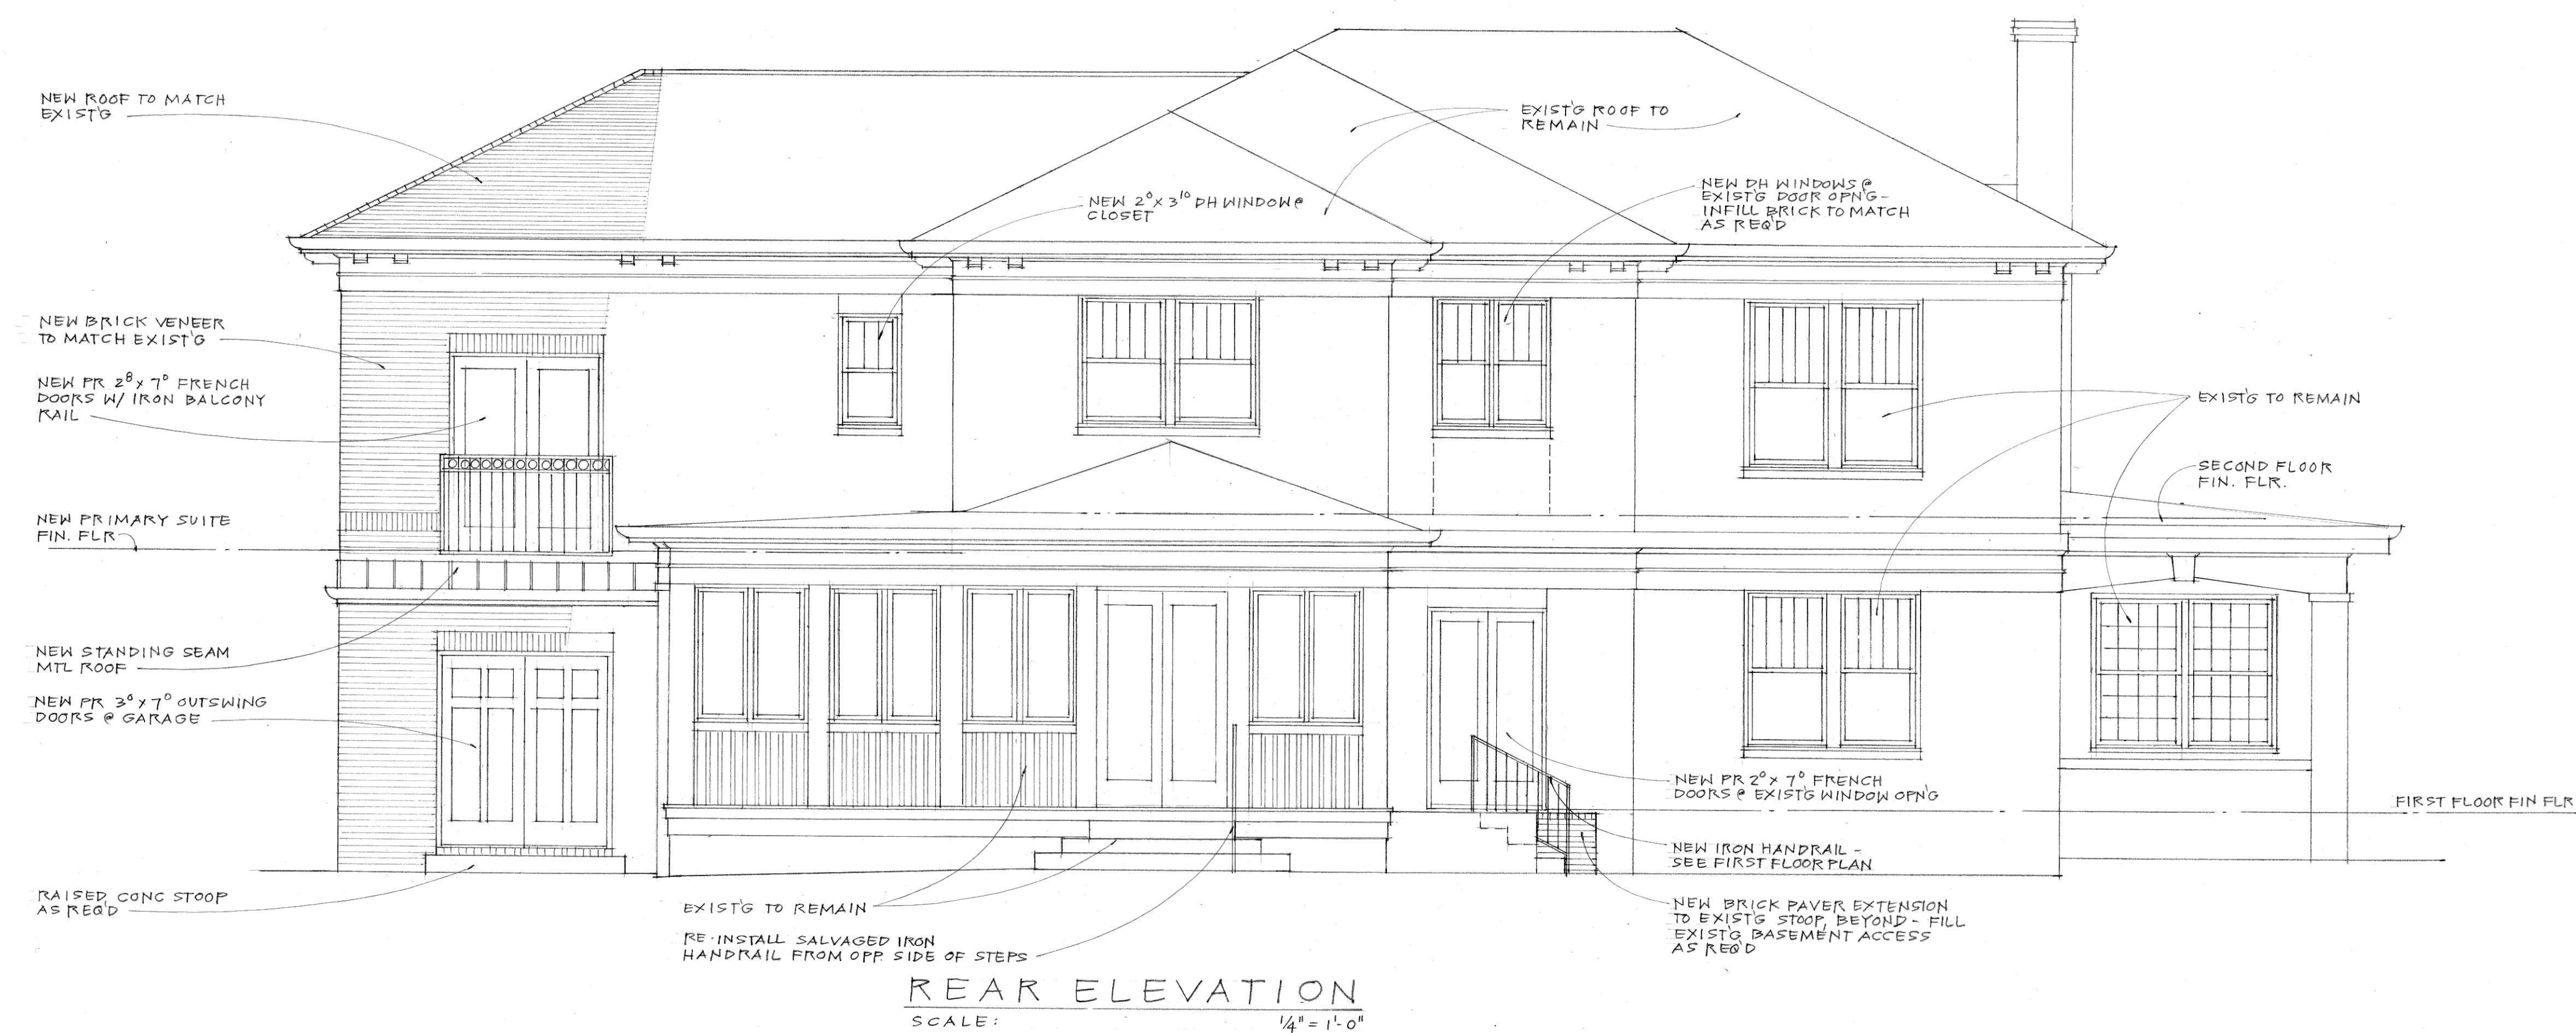 NEW ROOF TO MATCH
EXIST'G
EXIST'G ROOF TO
REMAIN
NEW 2⁰ x 3¹⁰ DH WINDOW @
CLOSET
NEW DH WINDOWS @
EXIST'G DOOR OPN'G -
INFILL BRICK TO MATCH
AS REQ'D
NEW BRICK VENEER
TO MATCH EXIST'G
NEW PR 2⁸ x 7⁰ FRENCH
DOORS W/ IRON BALCONY
RAIL
EXIST'G TO REMAIN
SECOND FLOOR
FIN. FLR.
NEW PRIMARY SUITE
FIN. FLR
NEW STANDING SEAM
MTL ROOF
NEW PR 3⁰ x 7⁰ OUTSWING
DOORS @ GARAGE
NEW PR 2⁰ x 7⁰ FRENCH
DOORS @ EXIST'G WINDOW OPN'G
FIRST FLOOR FIN FLR
NEW IRON HANDRAIL -
SEE FIRST FLOOR PLAN
RAISED CONC STOOP
AS REQ'D
EXIST'G TO REMAIN
RE-INSTALL SALVAGED IRON
HANDRAIL FROM OPP. SIDE OF STEPS
NEW BRICK PAVER EXTENSION
TO EXIST'G STOOP, BEYOND - FILL
EXIST'G BASEMENT ACCESS
AS REQ'D
REAR ELEVATION
SCALE: 1/4" = 1'-0"